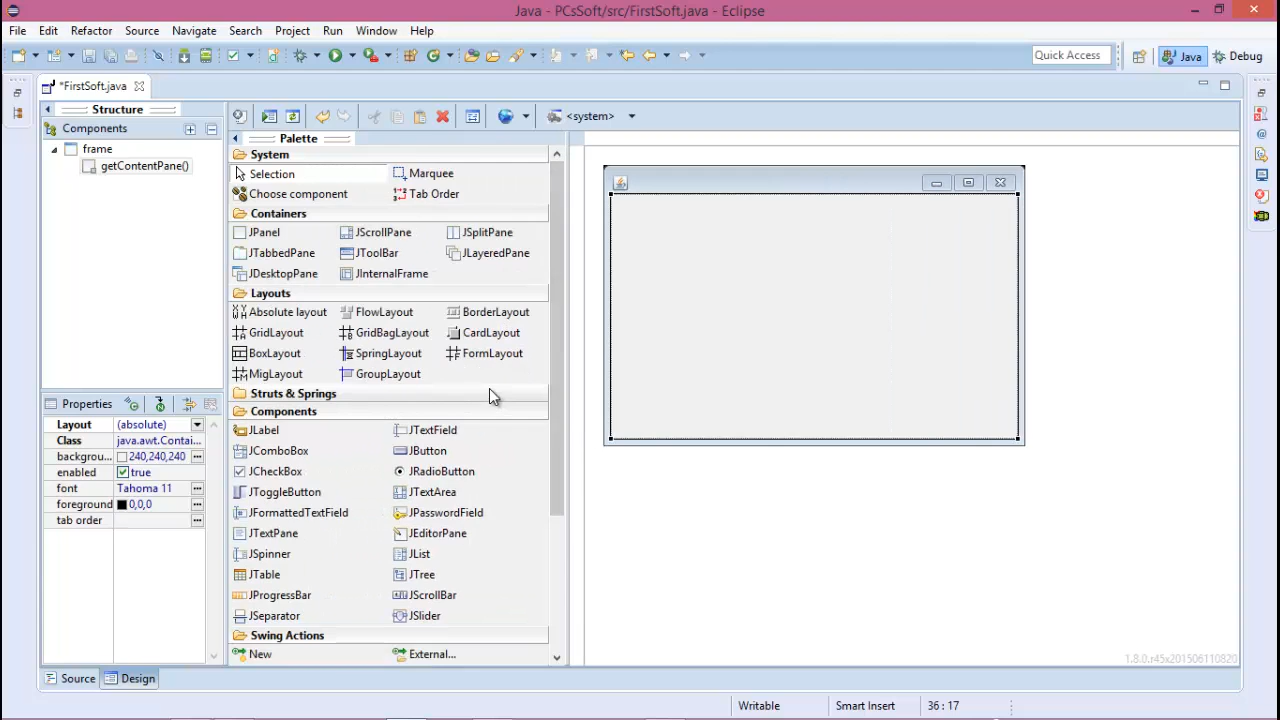 Java - PCsSoft/src/FirstSoft.java - Eclipse
File Edit Refactor Source Navigate Search Project Run Window Help
Quick Access Java Debug
*FirstSoft.java
Structure
Components
frame
getContentPane()
<system>
Palette
System
Selection Marquee
Choose component Tab Order
Containers
JPanel JScrollPane JSplitPane
JTabbedPane JToolBar JLayeredPane
JDesktopPane JInternalFrame
Layouts
Absolute layout FlowLayout BorderLayout
GridLayout GridBagLayout CardLayout
BoxLayout SpringLayout FormLayout
MigLayout GroupLayout
Struts & Springs
Components
JLabel JTextField
JComboBox JButton
JCheckBox JRadioButton
JToggleButton JTextArea
JFormattedTextField JPasswordField
JTextPane JEditorPane
JSpinner JList
JTable JTree
JProgressBar JScrollBar
JSeparator JSlider
Swing Actions
New External...
Properties
Layout (absolute)
Class java.awt.Contai...
backgrou... 240,240,240
enabled true
font Tahoma 11
foreground 0,0,0
tab order
1.8.0.r45x201506110820
Source Design
Writable Smart Insert 36 : 17